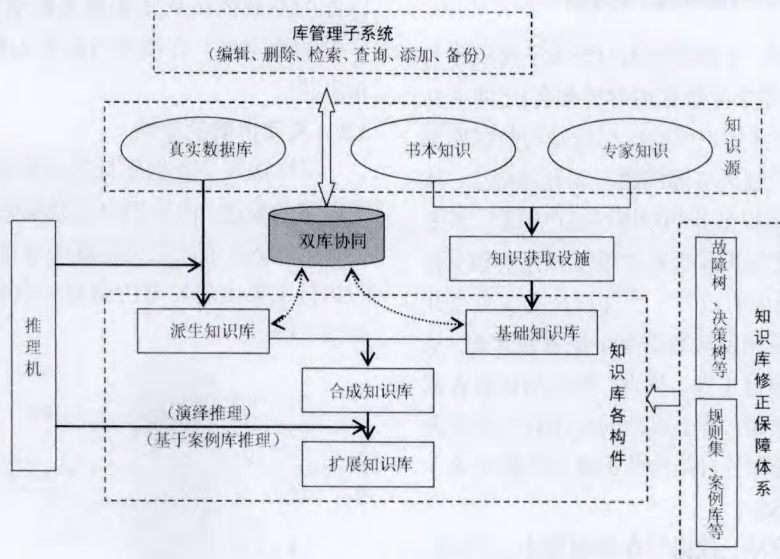 库管理子系统
(编辑、删除、检索、查询、添加、备份)
真实数据库
书本知识
专家知识
知识源
双库协同
知识获取设施
推理机
派生知识库
基础知识库
合成知识库
(演绎推理)
(基于案例库推理)
扩展知识库
知识库各构件
故障树、决策树等
规则集、案例库等
知识库修正保障体系